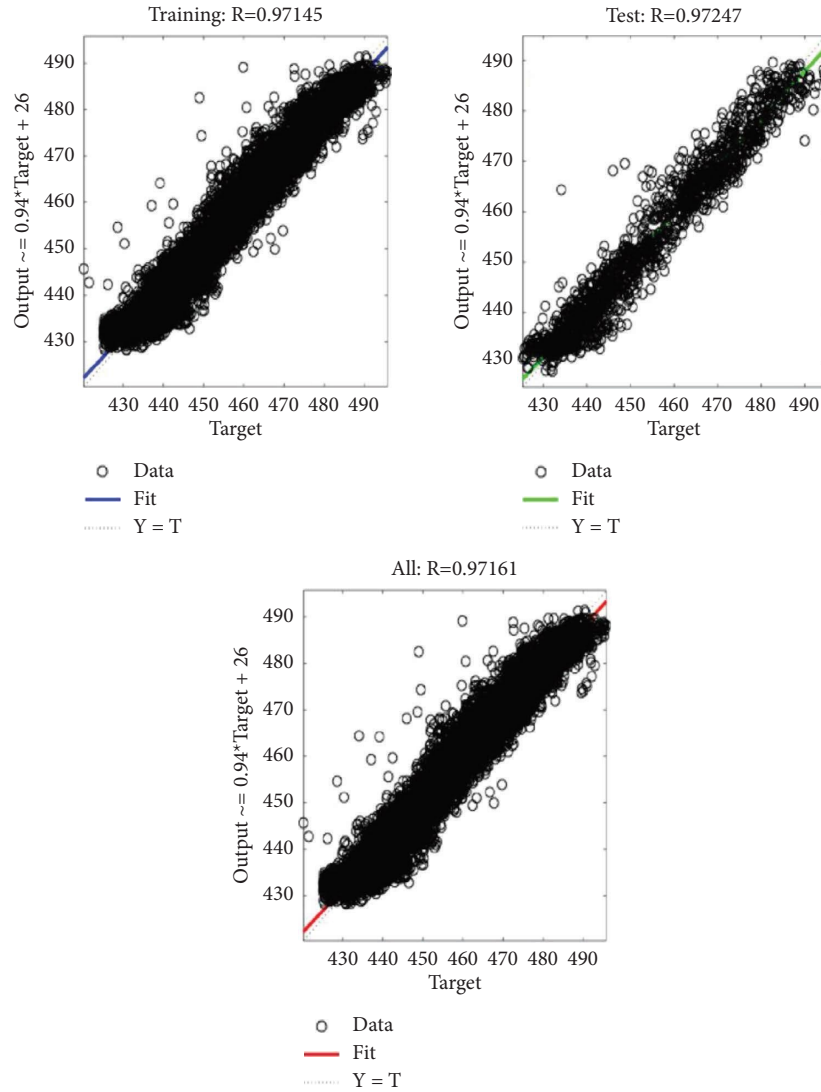 Training: R=0.97145
Output ~= 0.94*Target + 26
490
480
470
460
450
440
430
430 440 450 460 470 480 490
Target
Data
Fit
Y = T
Test: R=0.97247
Output ~= 0.94*Target + 26
490
480
470
460
450
440
430
430 440 450 460 470 480 490
Target
Data
Fit
Y = T
All: R=0.97161
Output ~= 0.94*Target + 26
490
480
470
460
450
440
430
430 440 450 460 470 480 490
Target
Data
Fit
Y = T